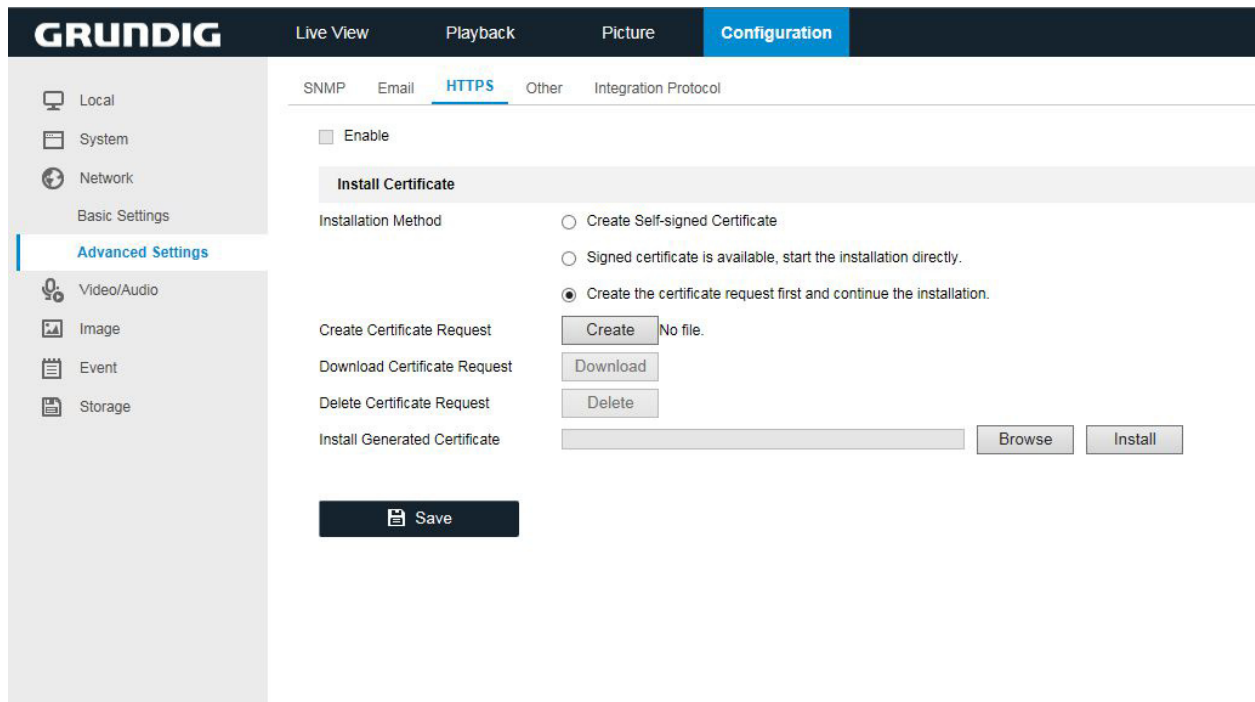 GRUNDIG
Live View Playback Picture Configuration
Local
System
Network
Basic Settings
Advanced Settings
Video/Audio
Image
Event
Storage
SNMP Email HTTPS Other Integration Protocol
Enable
Install Certificate
Installation Method Create Self-signed Certificate
Signed certificate is available, start the installation directly.
Create the certificate request first and continue the installation.
Create Certificate Request Create No file.
Download Certificate Request Download
Delete Certificate Request Delete
Install Generated Certificate Browse Install
Save